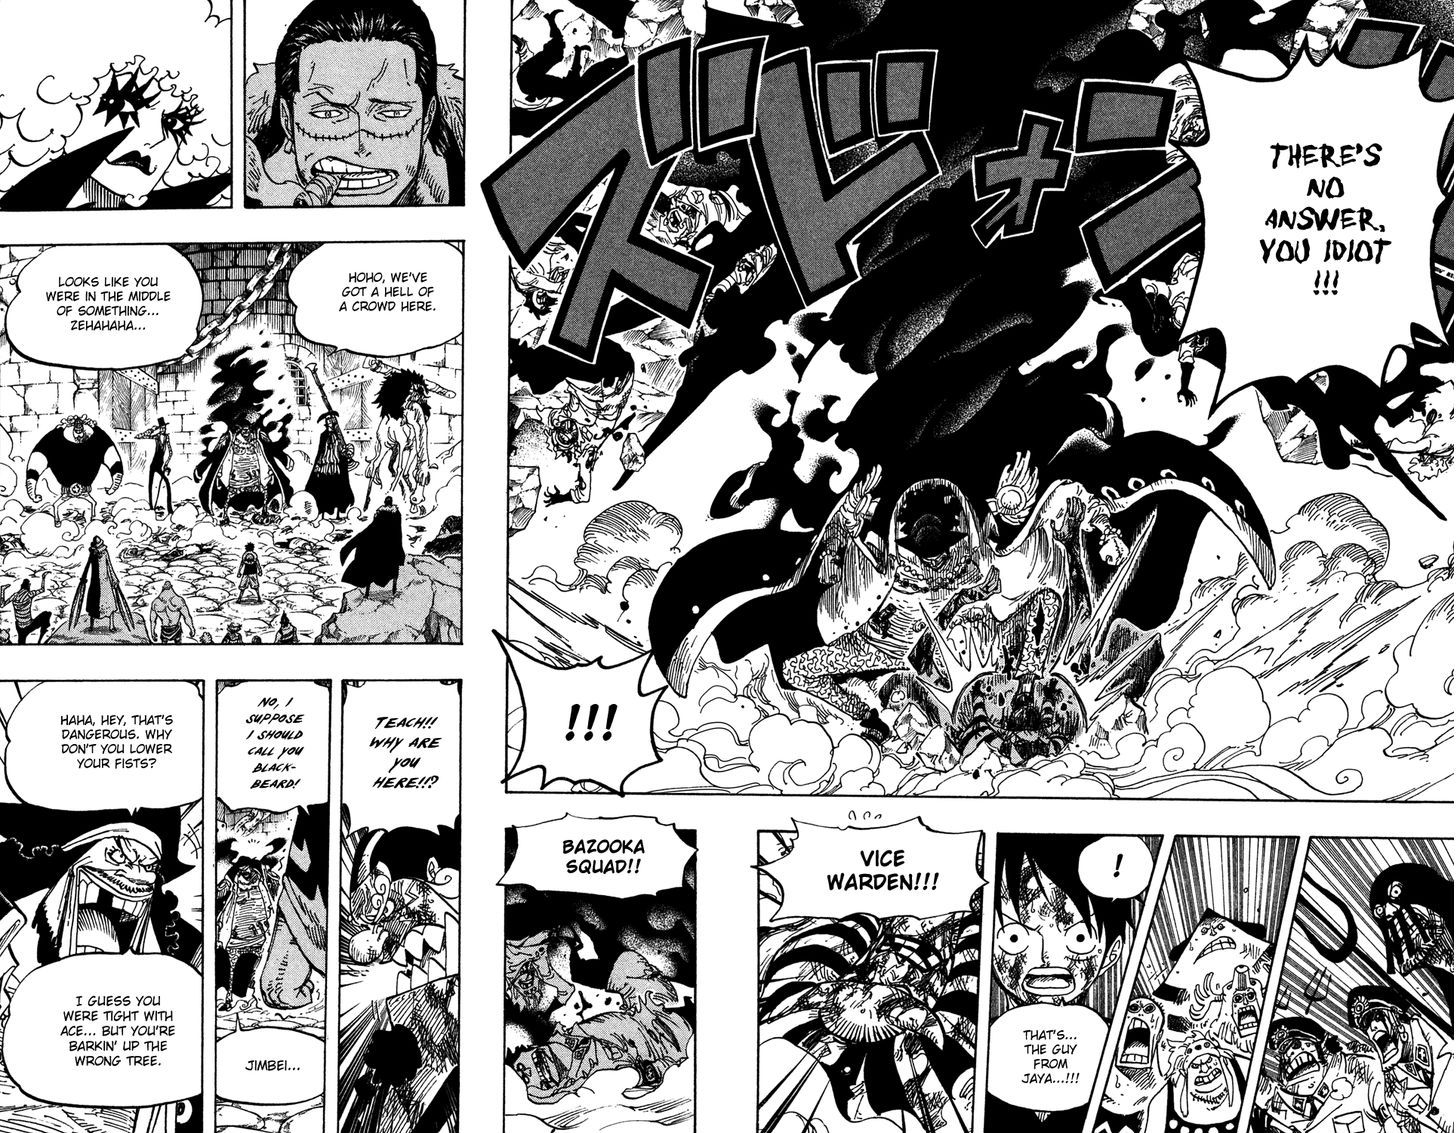 THERE'S
NO
ANSWER,
YOU IDIOT
!!!
ズドォン
!!!
!
THAT'S...
THE GUY
FROM
JAYA...!!!
VICE
WARDEN!!!
BAZOOKA
SQUAD!!
HOHO, WE'VE
GOT A HELL OF
A CROWD HERE.
LOOKS LIKE YOU
WERE IN THE MIDDLE
OF SOMETHING...
ZEHAHAHA...
TEACH!!
WHY ARE
YOU
HERE!!?
NO, I
SUPPOSE
I SHOULD
CALL YOU
BLACK-
BEARD!
JIMBEI...
HAHA, HEY, THAT'S
DANGEROUS. WHY
DON'T YOU LOWER
YOUR FISTS?
I GUESS YOU
WERE TIGHT WITH
ACE... BUT YOU'RE
BARKIN' UP THE
WRONG TREE.